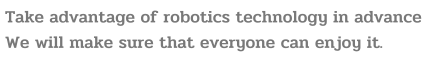 Take advantage of robotics technology in advance
We will make sure that everyone can enjoy it.